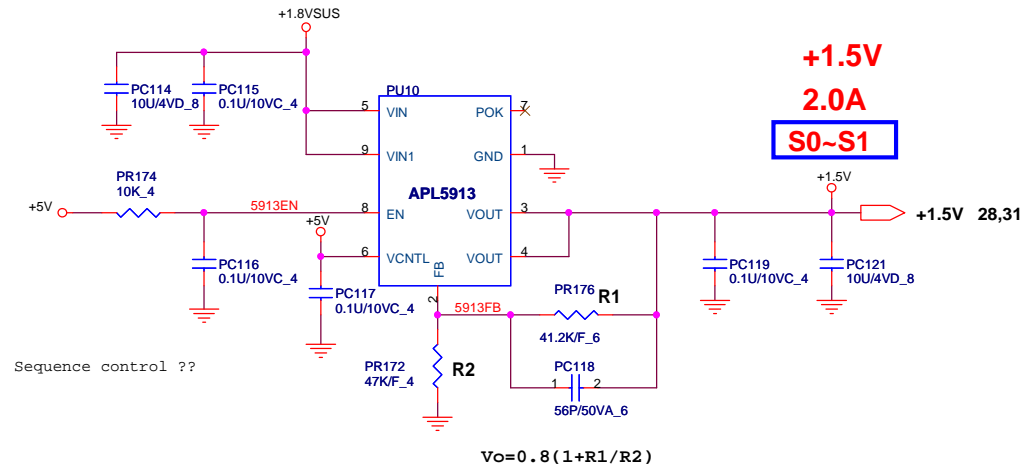 +1.8VSUS
+1.5V
2.0A
S0~S1
PC114
10U/4VD_8
PC115
0.1U/10VC_4
PU10
5
VIN
POK
7
9
VIN1
GND
1
APL5913
PR174
10K_4
+5V
5913EN
8
EN
VOUT
3
+1.5V
+1.5V 28,31
+5V
6
VCNTL
VOUT
4
FB
2
PC116
0.1U/10VC_4
PC117
0.1U/10VC_4
PC119
0.1U/10VC_4
PC121
10U/4VD_8
5913FB
PR176
R1
41.2K/F_6
Sequence control ??
PR172
47K/F_4
R2
PC118
1
2
56P/50VA_6
Vo=0.8(1+R1/R2)